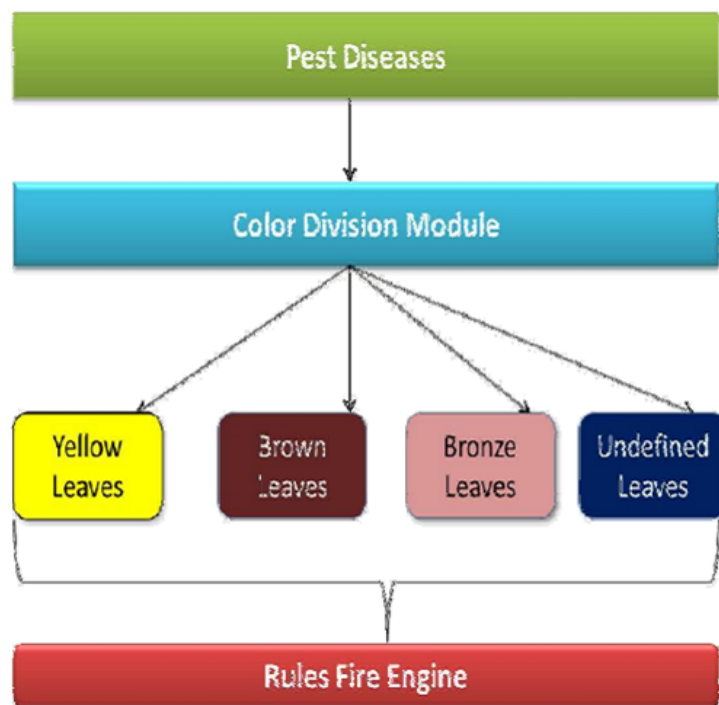 Pest Diseases
Color Division Module
Yellow
Leaves
Brown
Leaves
Bronze
Leaves
Undefined
Leaves
Rules Fire Engine